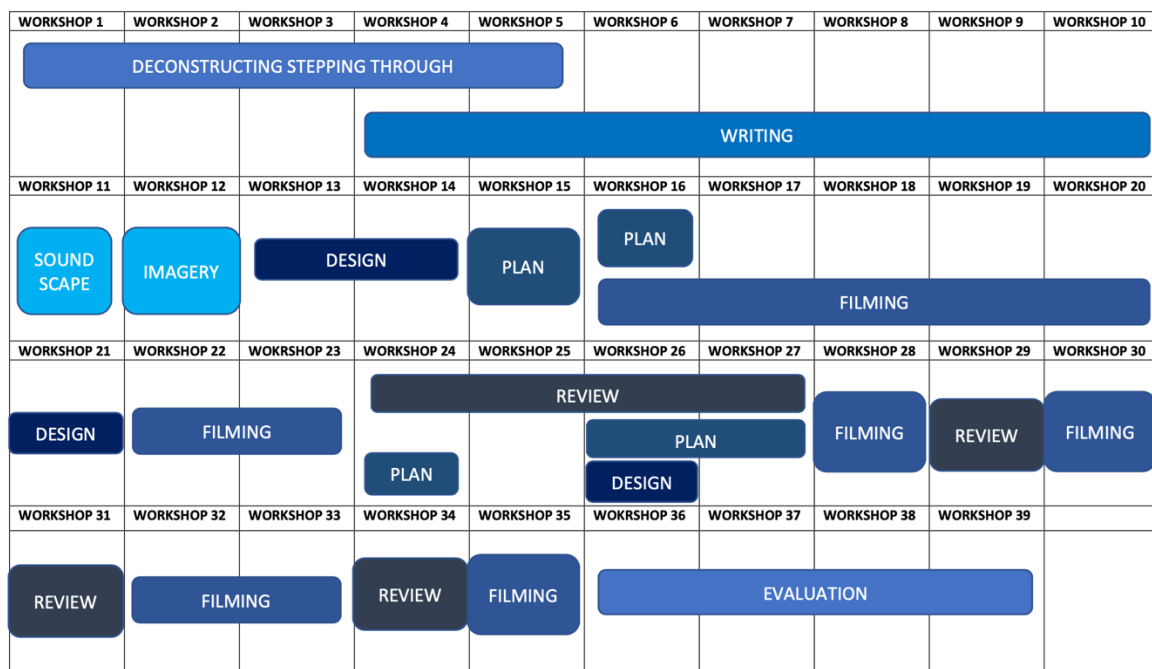 WORKSHOP 1 WORKSHOP 2 WORKSHOP 3 WORKSHOP 4 WORKSHOP 5 WORKSHOP 6 WORKSHOP 7 WORKSHOP 8 WORKSHOP 9 WORKSHOP 10
DECONSTRUCTING STEPPING THROUGH
WRITING
WORKSHOP 11 WORKSHOP 12 WORKSHOP 13 WORKSHOP 14 WORKSHOP 15 WORKSHOP 16 WORKSHOP 17 WORKSHOP 18 WORKSHOP 19 WORKSHOP 20
SOUND
SCAPE
IMAGERY
DESIGN
PLAN
PLAN
FILMING
WORKSHOP 21 WORKSHOP 22 WOKRSHOP 23 WORKSHOP 24 WORKSHOP 25 WORKSHOP 26 WORKSHOP 27 WORKSHOP 28 WORKSHOP 29 WORKSHOP 30
DESIGN
FILMING
REVIEW
PLAN
PLAN
DESIGN
FILMING
REVIEW
FILMING
WORKSHOP 31 WORKSHOP 32 WORKSHOP 33 WORKSHOP 34 WORKSHOP 35 WOKRSHOP 36 WORKSHOP 37 WORKSHOP 38 WORKSHOP 39
REVIEW
FILMING
REVIEW
FILMING
EVALUATION